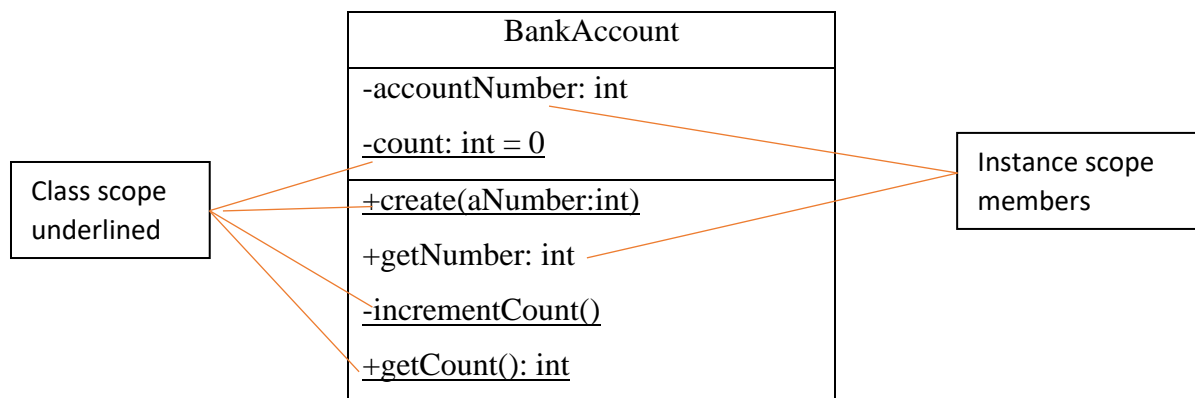 BankAccount
-accountNumber: int
-count: int = 0
+create(aNumber:int)
+getNumber: int
-incrementCount()
+getCount(): int
Class scope
underlined
Instance scope
members